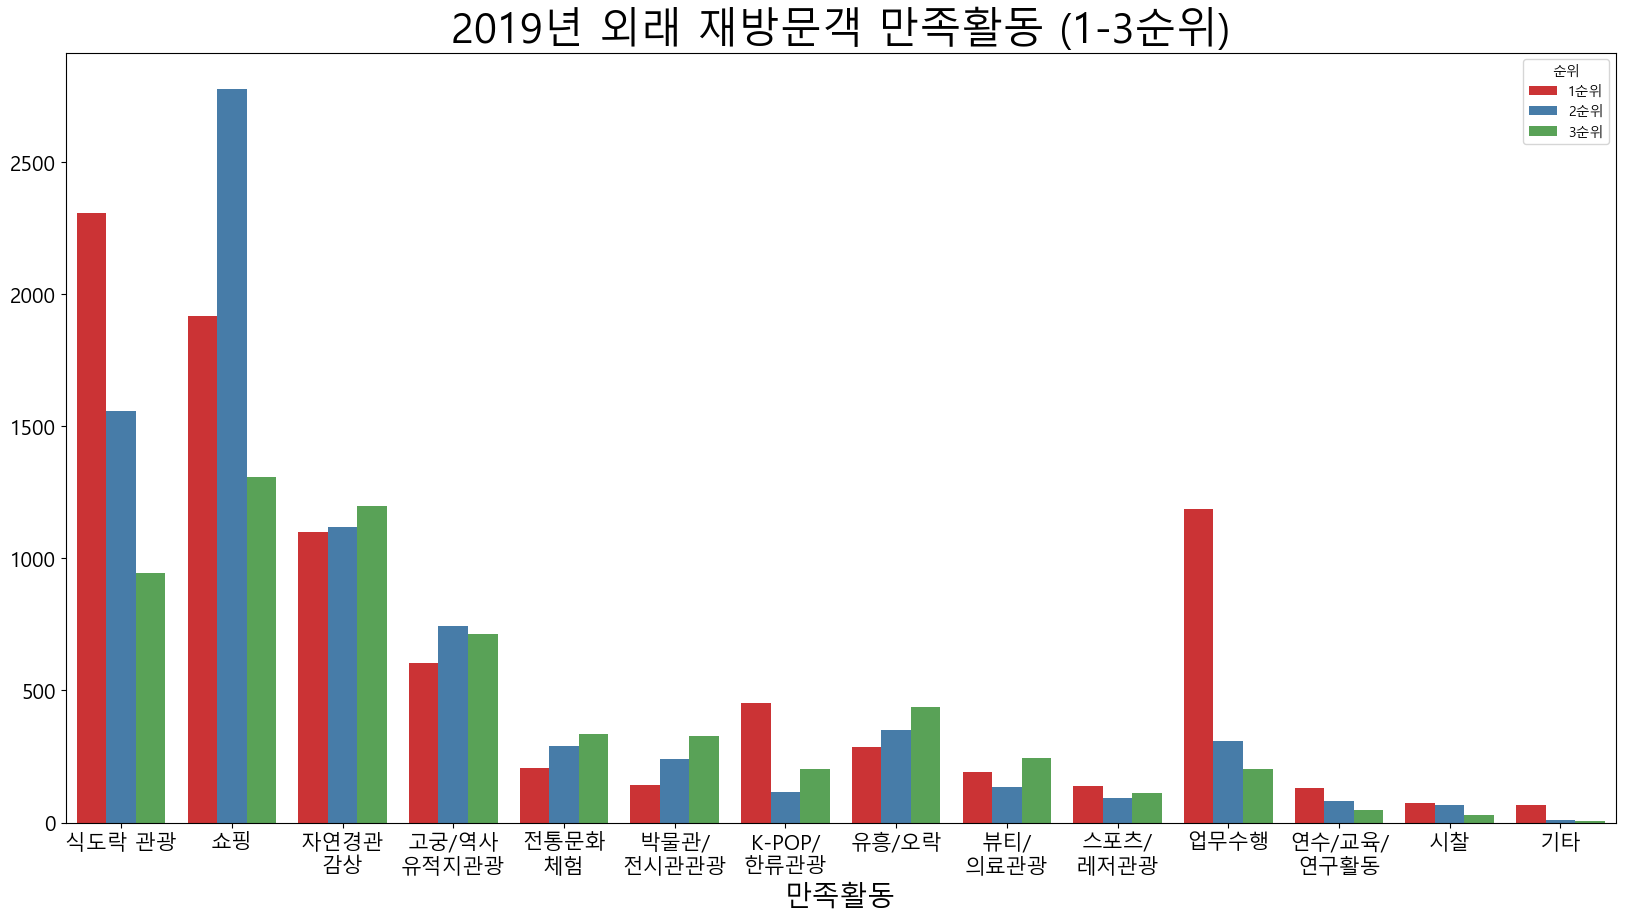 2019년 외래 재방문객 만족활동 (1-3순위)
순위
1순위
2순위
3순위
2500
2000
1500
1000
500
0
식도락 관광
쇼핑
자연경관
감상
고궁/역사
유적지관광
전통문화
체험
박물관/
전시관관광
K-POP/
한류관광
유흥/오락
뷰티/
의료관광
스포츠/
레저관광
업무수행
연수/교육/
연구활동
시찰
기타
만족활동